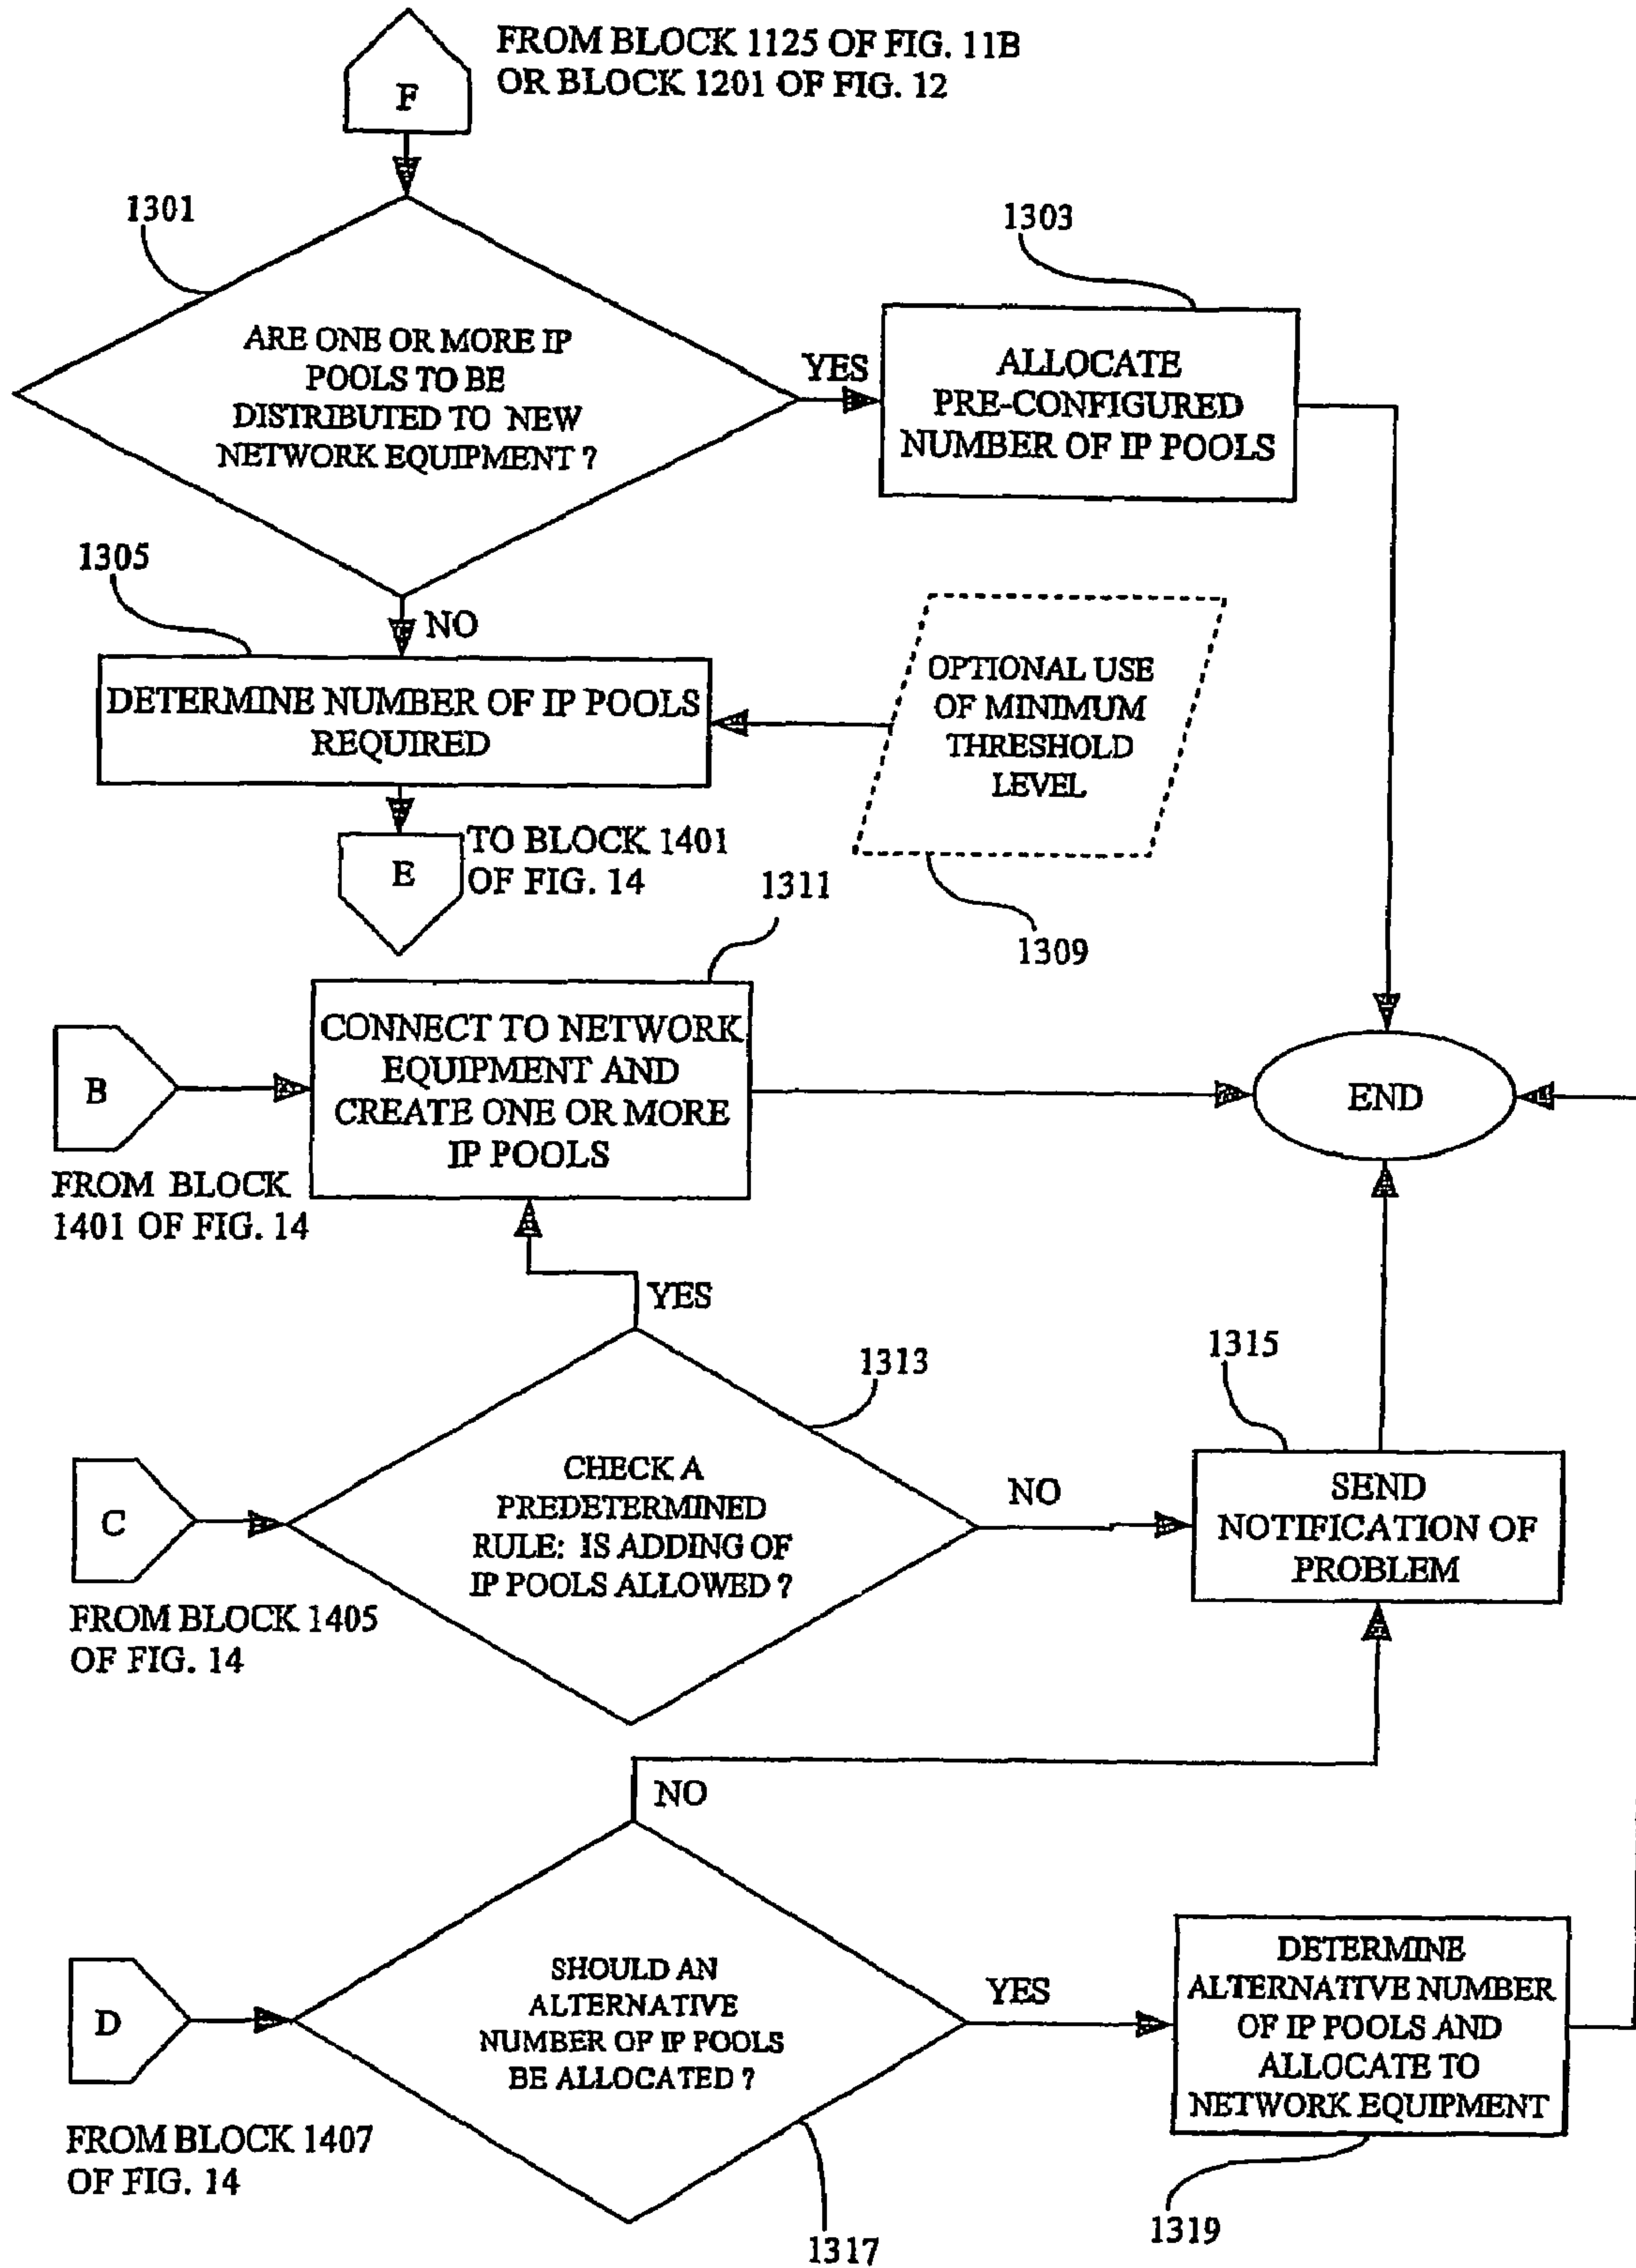 FROM BLOCK 1125 OF FIG. 11B
OR BLOCK 1201 OF FIG. 12
F
1301
1303
ARE ONE OR MORE IP
POOLS TO BE
DISTRIBUTED TO NEW
NETWORK EQUIPMENT ?
YES
ALLOCATE
PRE-CONFIGURED
NUMBER OF IP POOLS
1305
NO
DETERMINE NUMBER OF IP POOLS
REQUIRED
OPTIONAL USE
OF MINIMUM
THRESHOLD
LEVEL
1309
E
TO BLOCK 1401
OF FIG. 14
1311
B
FROM BLOCK
1401 OF FIG. 14
CONNECT TO NETWORK
EQUIPMENT AND
CREATE ONE OR MORE
IP POOLS
END
YES
1313
1315
C
FROM BLOCK 1405
OF FIG. 14
CHECK A
PREDETERMINED
RULE: IS ADDING OF
IP POOLS ALLOWED ?
NO
SEND
NOTIFICATION OF
PROBLEM
NO
D
FROM BLOCK 1407
OF FIG. 14
SHOULD AN
ALTERNATIVE
NUMBER OF IP POOLS
BE ALLOCATED ?
YES
DETERMINE
ALTERNATIVE NUMBER
OF IP POOLS AND
ALLOCATE TO
NETWORK EQUIPMENT
1317
1319